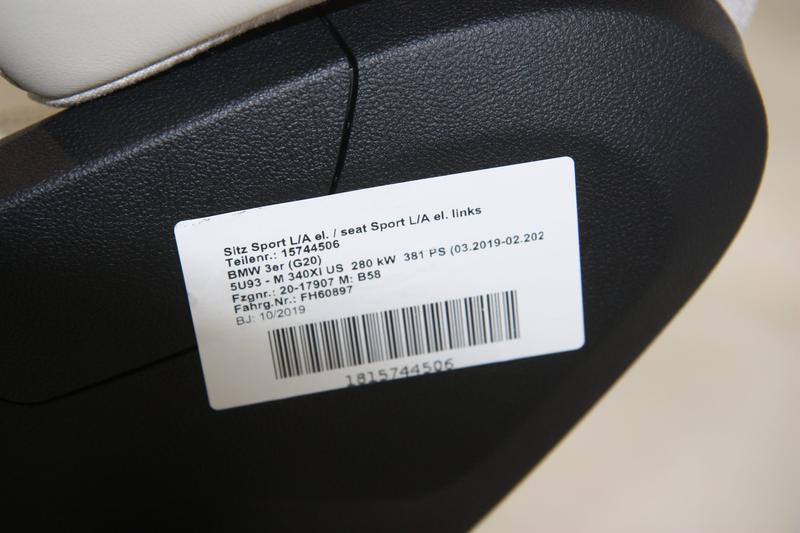 Sitz Sport L/A el. / seat Sport L/A el. links
Teilenr.: 15744506
BMW 3er (G20)
5U93 - M 340Xi US 280 kW 381 PS (03.2019-02.202
Fzgnr.: 20-17907 M: B58
Fahrg.Nr.: FH60897
BJ: 10/2019
1815744506